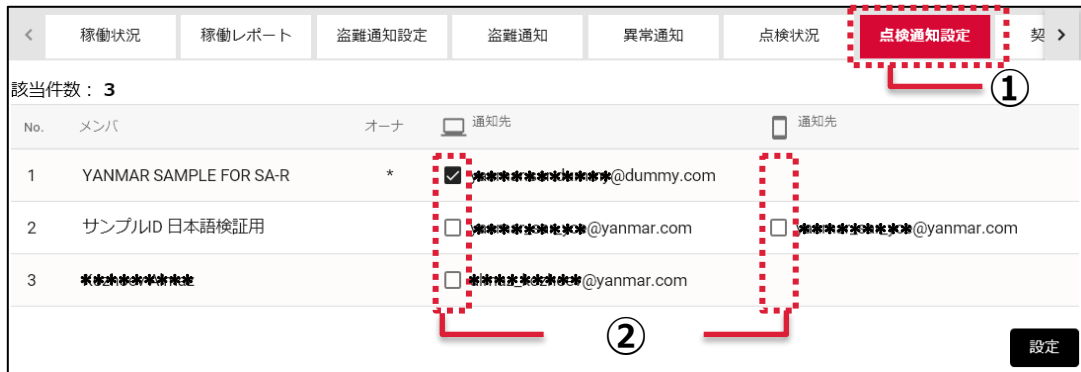 < 稼働状況 稼働レポート 盗難通知設定 盗難通知 異常通知 点検状況 点検通知設定 契 >
①
該当件数： 3
No. メンバ オーナ 通知先 通知先
1 YANMAR SAMPLE FOR SA-R * @dummy.com
2 サンプルID 日本語検証用 @yanmar.com @yanmar.com
3 @yanmar.com
②
設定